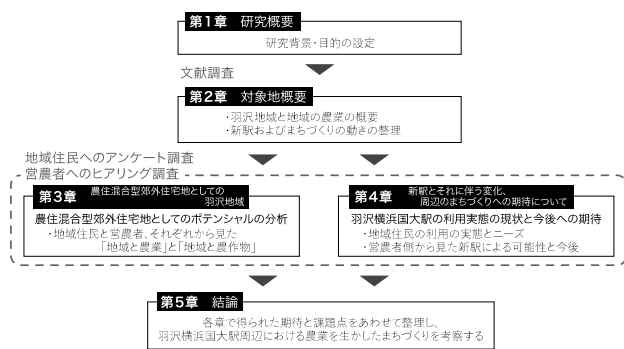 第1章 研究概要
研究背景・目的の設定
文献調査
第2章 対象地概要
・羽沢地域と地域の農業の概要
・新駅およびまちづくりの動きの整理
地域住民へのアンケート調査
営農者へのヒアリング調査
第3章 農住混合型郊外住宅地としての
羽沢地域
農住混合型郊外住宅地としてのポテンシャルの分析
・地域住民と営農者、それぞれから見た
「地域と農業」と「地域と農作物」
第4章 新駅とそれに伴う変化、
周辺のまちづくりへの期待について
羽沢横浜国大駅の利用実態の現状と今後への期待
・地域住民の利用の実態とニーズ
・営農者側から見た新駅による可能性と今後
第5章 結論
各章で得られた期待と課題点をあわせて整理し、
羽沢横浜国大駅周辺における農業を生かしたまちづくりを考察する